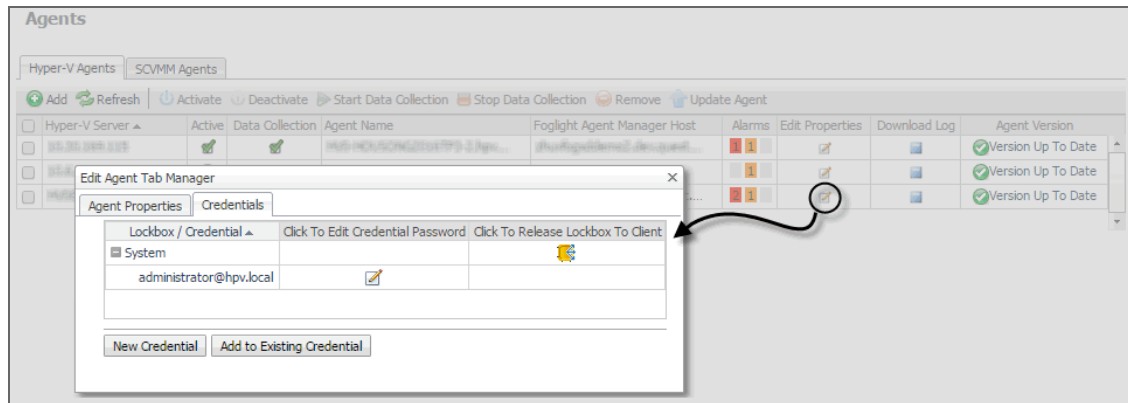 Agents
Hyper-V Agents SCVMM Agents
Add Refresh Activate Deactivate Start Data Collection Stop Data Collection Remove Update Agent
Hyper-V Server Active Data Collection Agent Name Foglight Agent Manager Host Alarms Edit Properties Download Log Agent Version
1 1 Version Up To Date
1 Version Up To Date
2 1 Version Up To Date
Edit Agent Tab Manager
Agent Properties Credentials
Lockbox / Credential Click To Edit Credential Password Click To Release Lockbox To Client
System
administrator@hpv.local
New Credential Add to Existing Credential